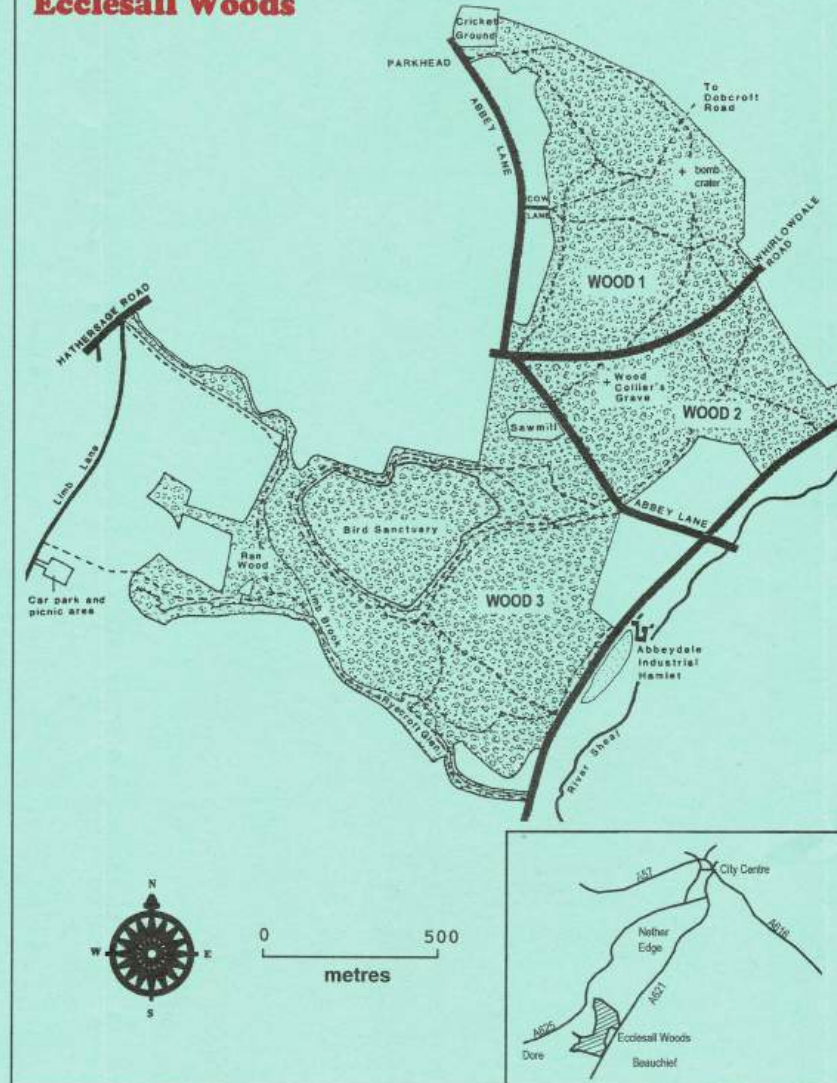 Ecclesall Woods
Cricket
Ground
PARKHEAD
ABBEY LANE
To
Dobcroft
Road
bomb
crater
COW
LANE
WHIRLOWDALE
ROAD
WOOD 1
HATHERSAGE ROAD
Wood
Collier's
Grave
WOOD 2
Sawmill
Limb Lane
ABBEY LANE
Bird Sanctuary
Ran
Wood
WOOD 3
Car park and
picnic area
Limb Brook
Abbeydale
Industrial
Hamlet
Ryecroft Glen
River Sheaf
N
W
E
S
0
500
metres
A57
City Centre
A616
Nether
Edge
A621
A625
Ecclesall Woods
Dore
Beauchief